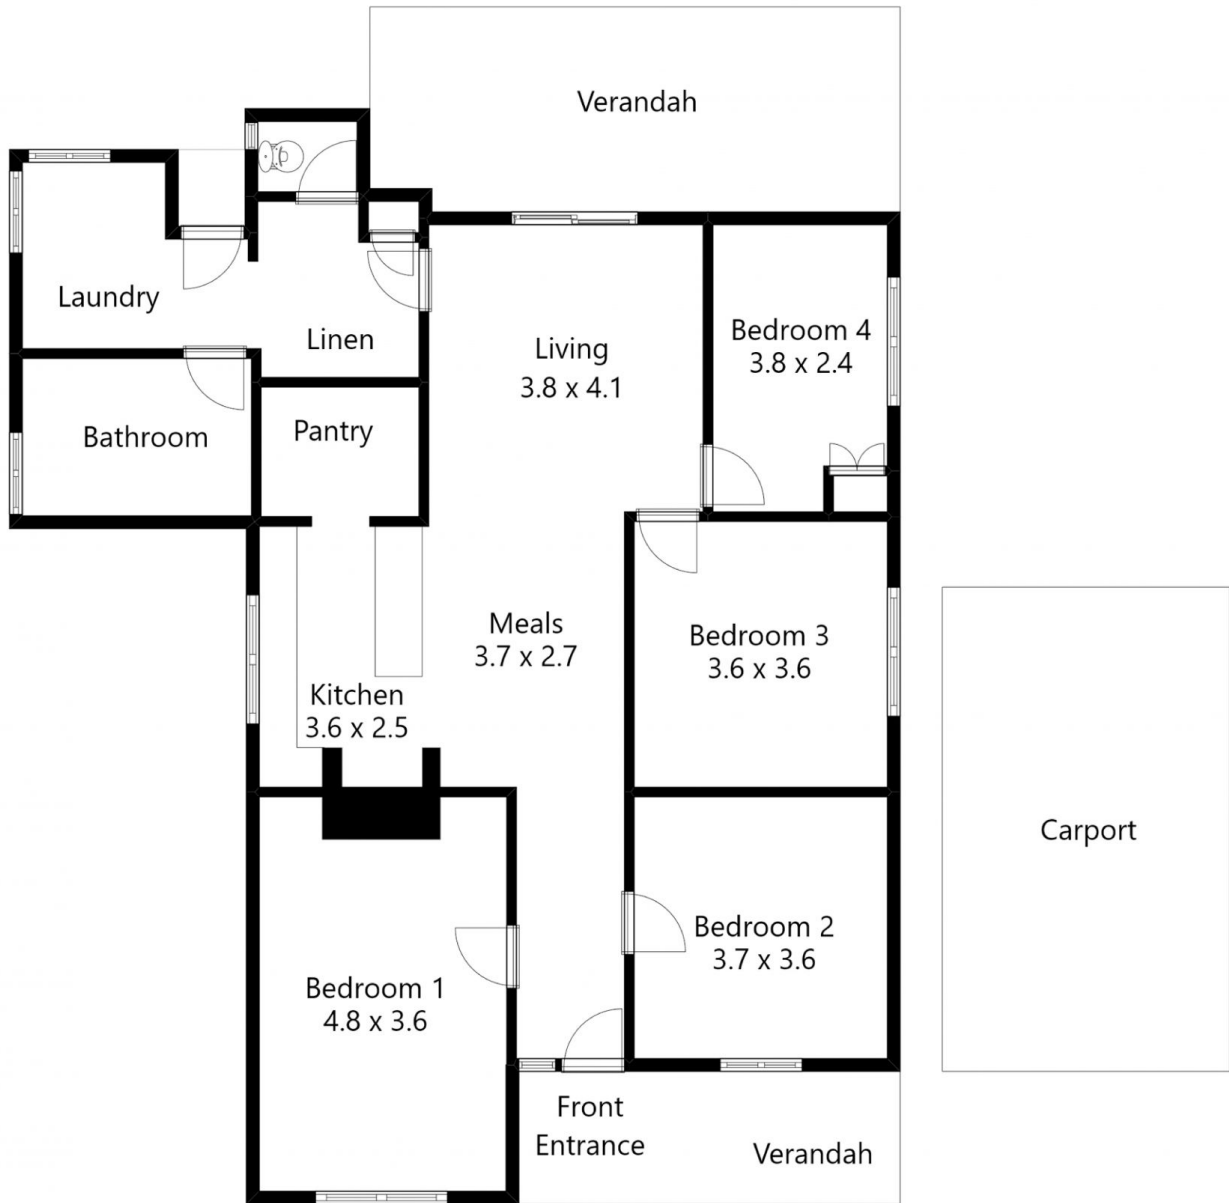 Verandah
Laundry
Linen
Living
3.8 x 4.1
Bedroom 4
3.8 x 2.4
Bathroom
Pantry
Meals
3.7 x 2.7
Bedroom 3
3.6 x 3.6
Kitchen
3.6 x 2.5
Carport
Bedroom 2
3.7 x 3.6
Bedroom 1
4.8 x 3.6
Front
Entrance
Verandah